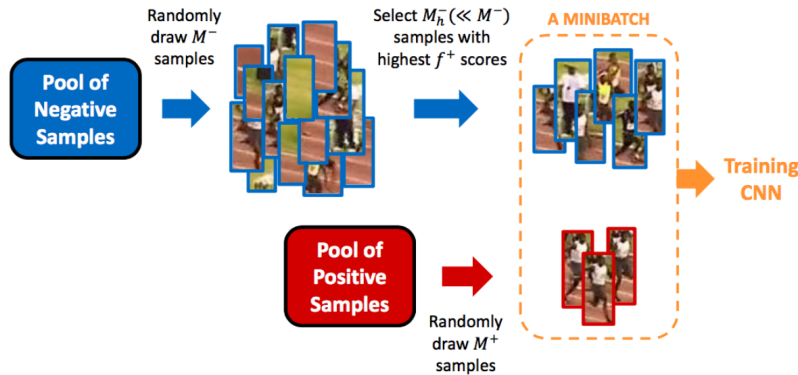 Randomly
draw M⁻
samples
Pool of
Negative
Samples
Select M_h⁻(≪ M⁻)
samples with
highest f⁺ scores
A MINIBATCH
Training
CNN
Pool of
Positive
Samples
Randomly
draw M⁺
samples